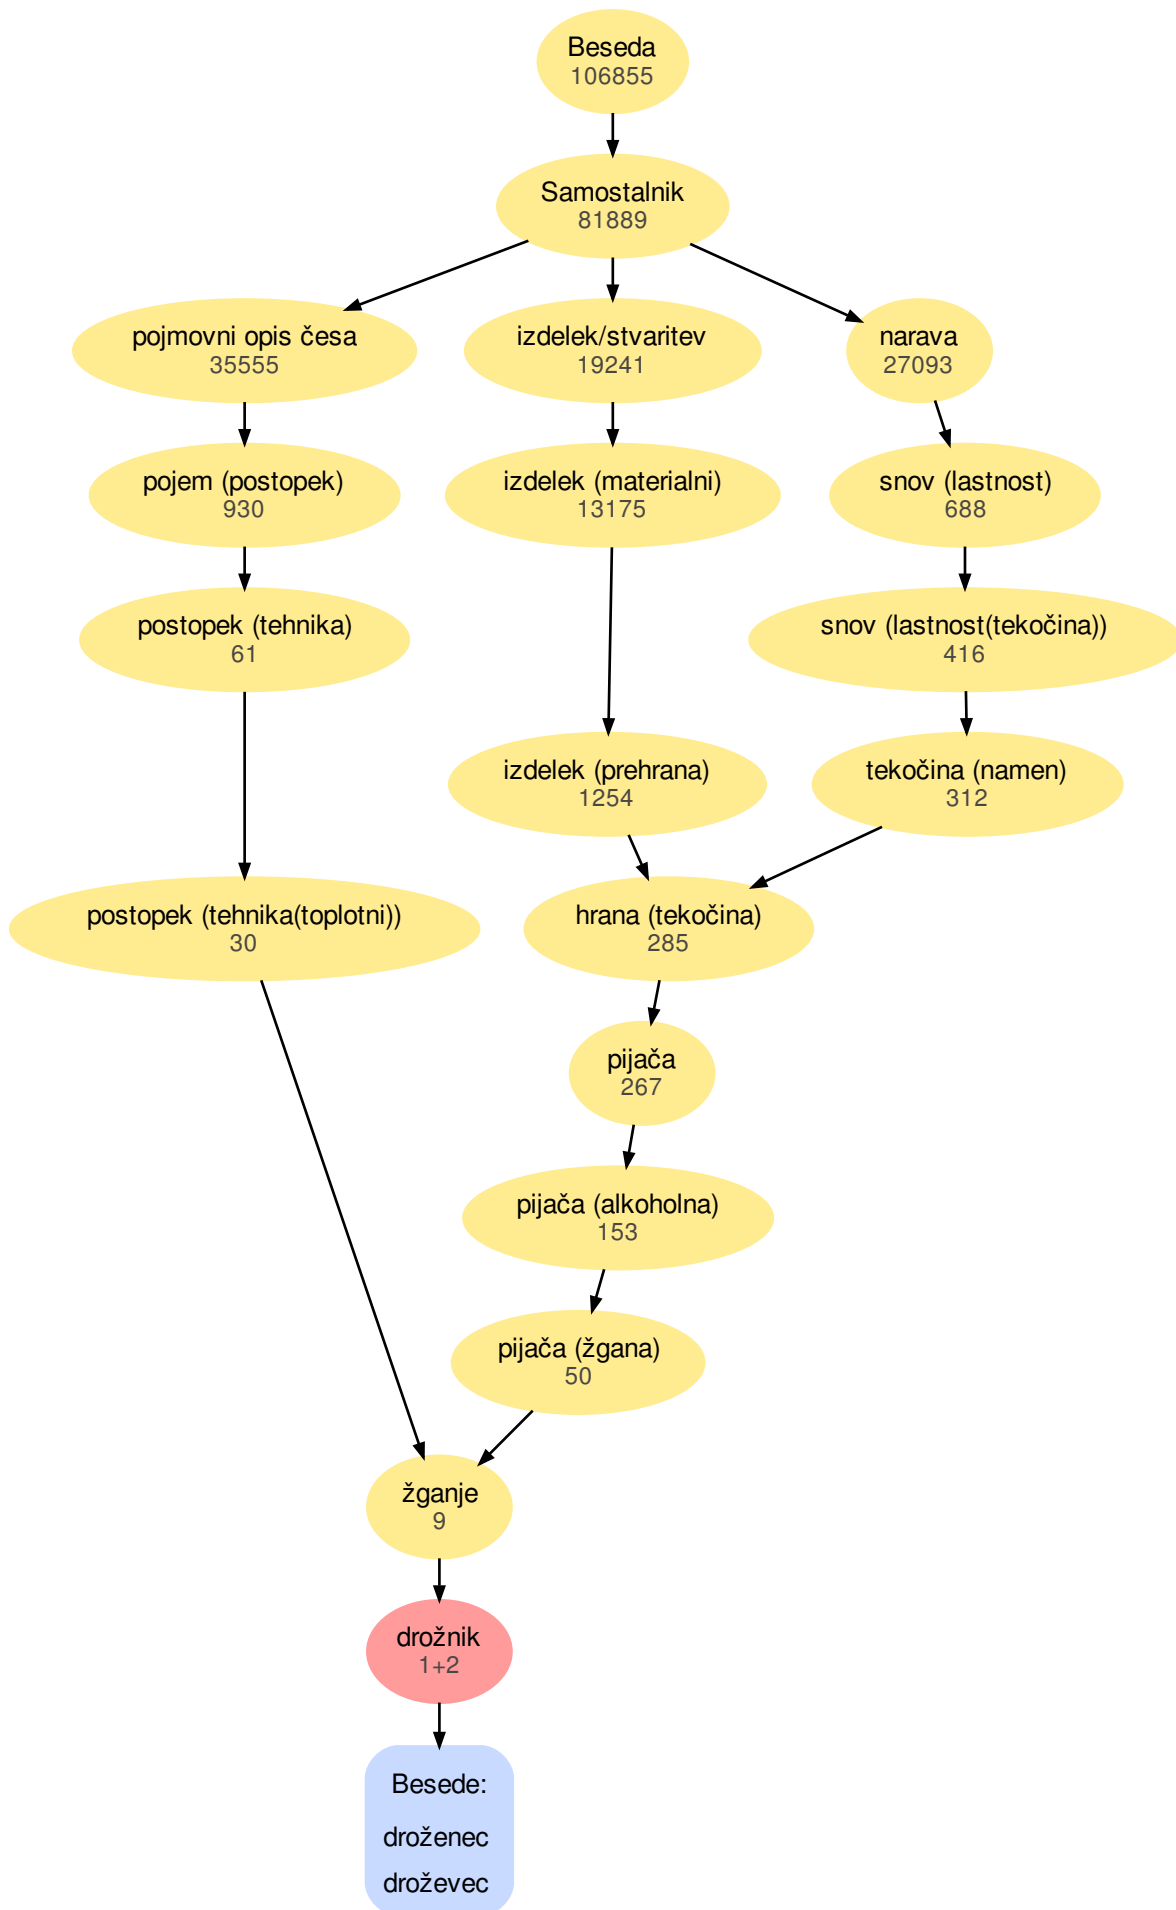 Beseda
106855
Samostalnik
81889
pojmovni opis česa
35555
izdelek/stvaritev
19241
narava
27093
pojem (postopek)
930
izdelek (materialni)
13175
snov (lastnost)
688
postopek (tehnika)
61
snov (lastnost(tekočina))
416
izdelek (prehrana)
1254
tekočina (namen)
312
postopek (tehnika(toplotni))
30
hrana (tekočina)
285
pijača
267
pijača (alkoholna)
153
pijača (žgana)
50
žganje
9
drožnik
1+2
Besede:
droženec
droževec